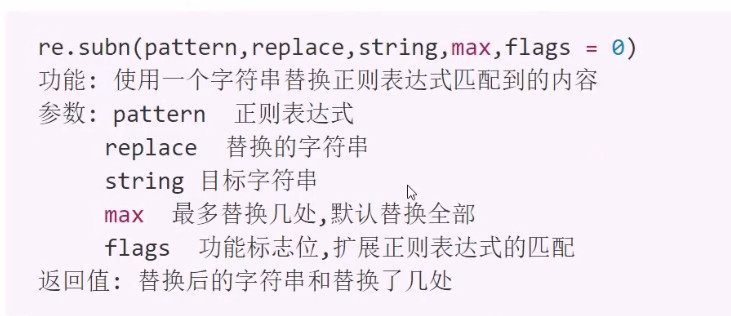 re.subn(pattern,replace,string,max,flags = 0)
功能: 使用一个字符串替换正则表达式匹配到的内容
参数: pattern 正则表达式
replace 替换的字符串
string 目标字符串
max 最多替换几处,默认替换全部
flags 功能标志位,扩展正则表达式的匹配
返回值: 替换后的字符串和替换了几处